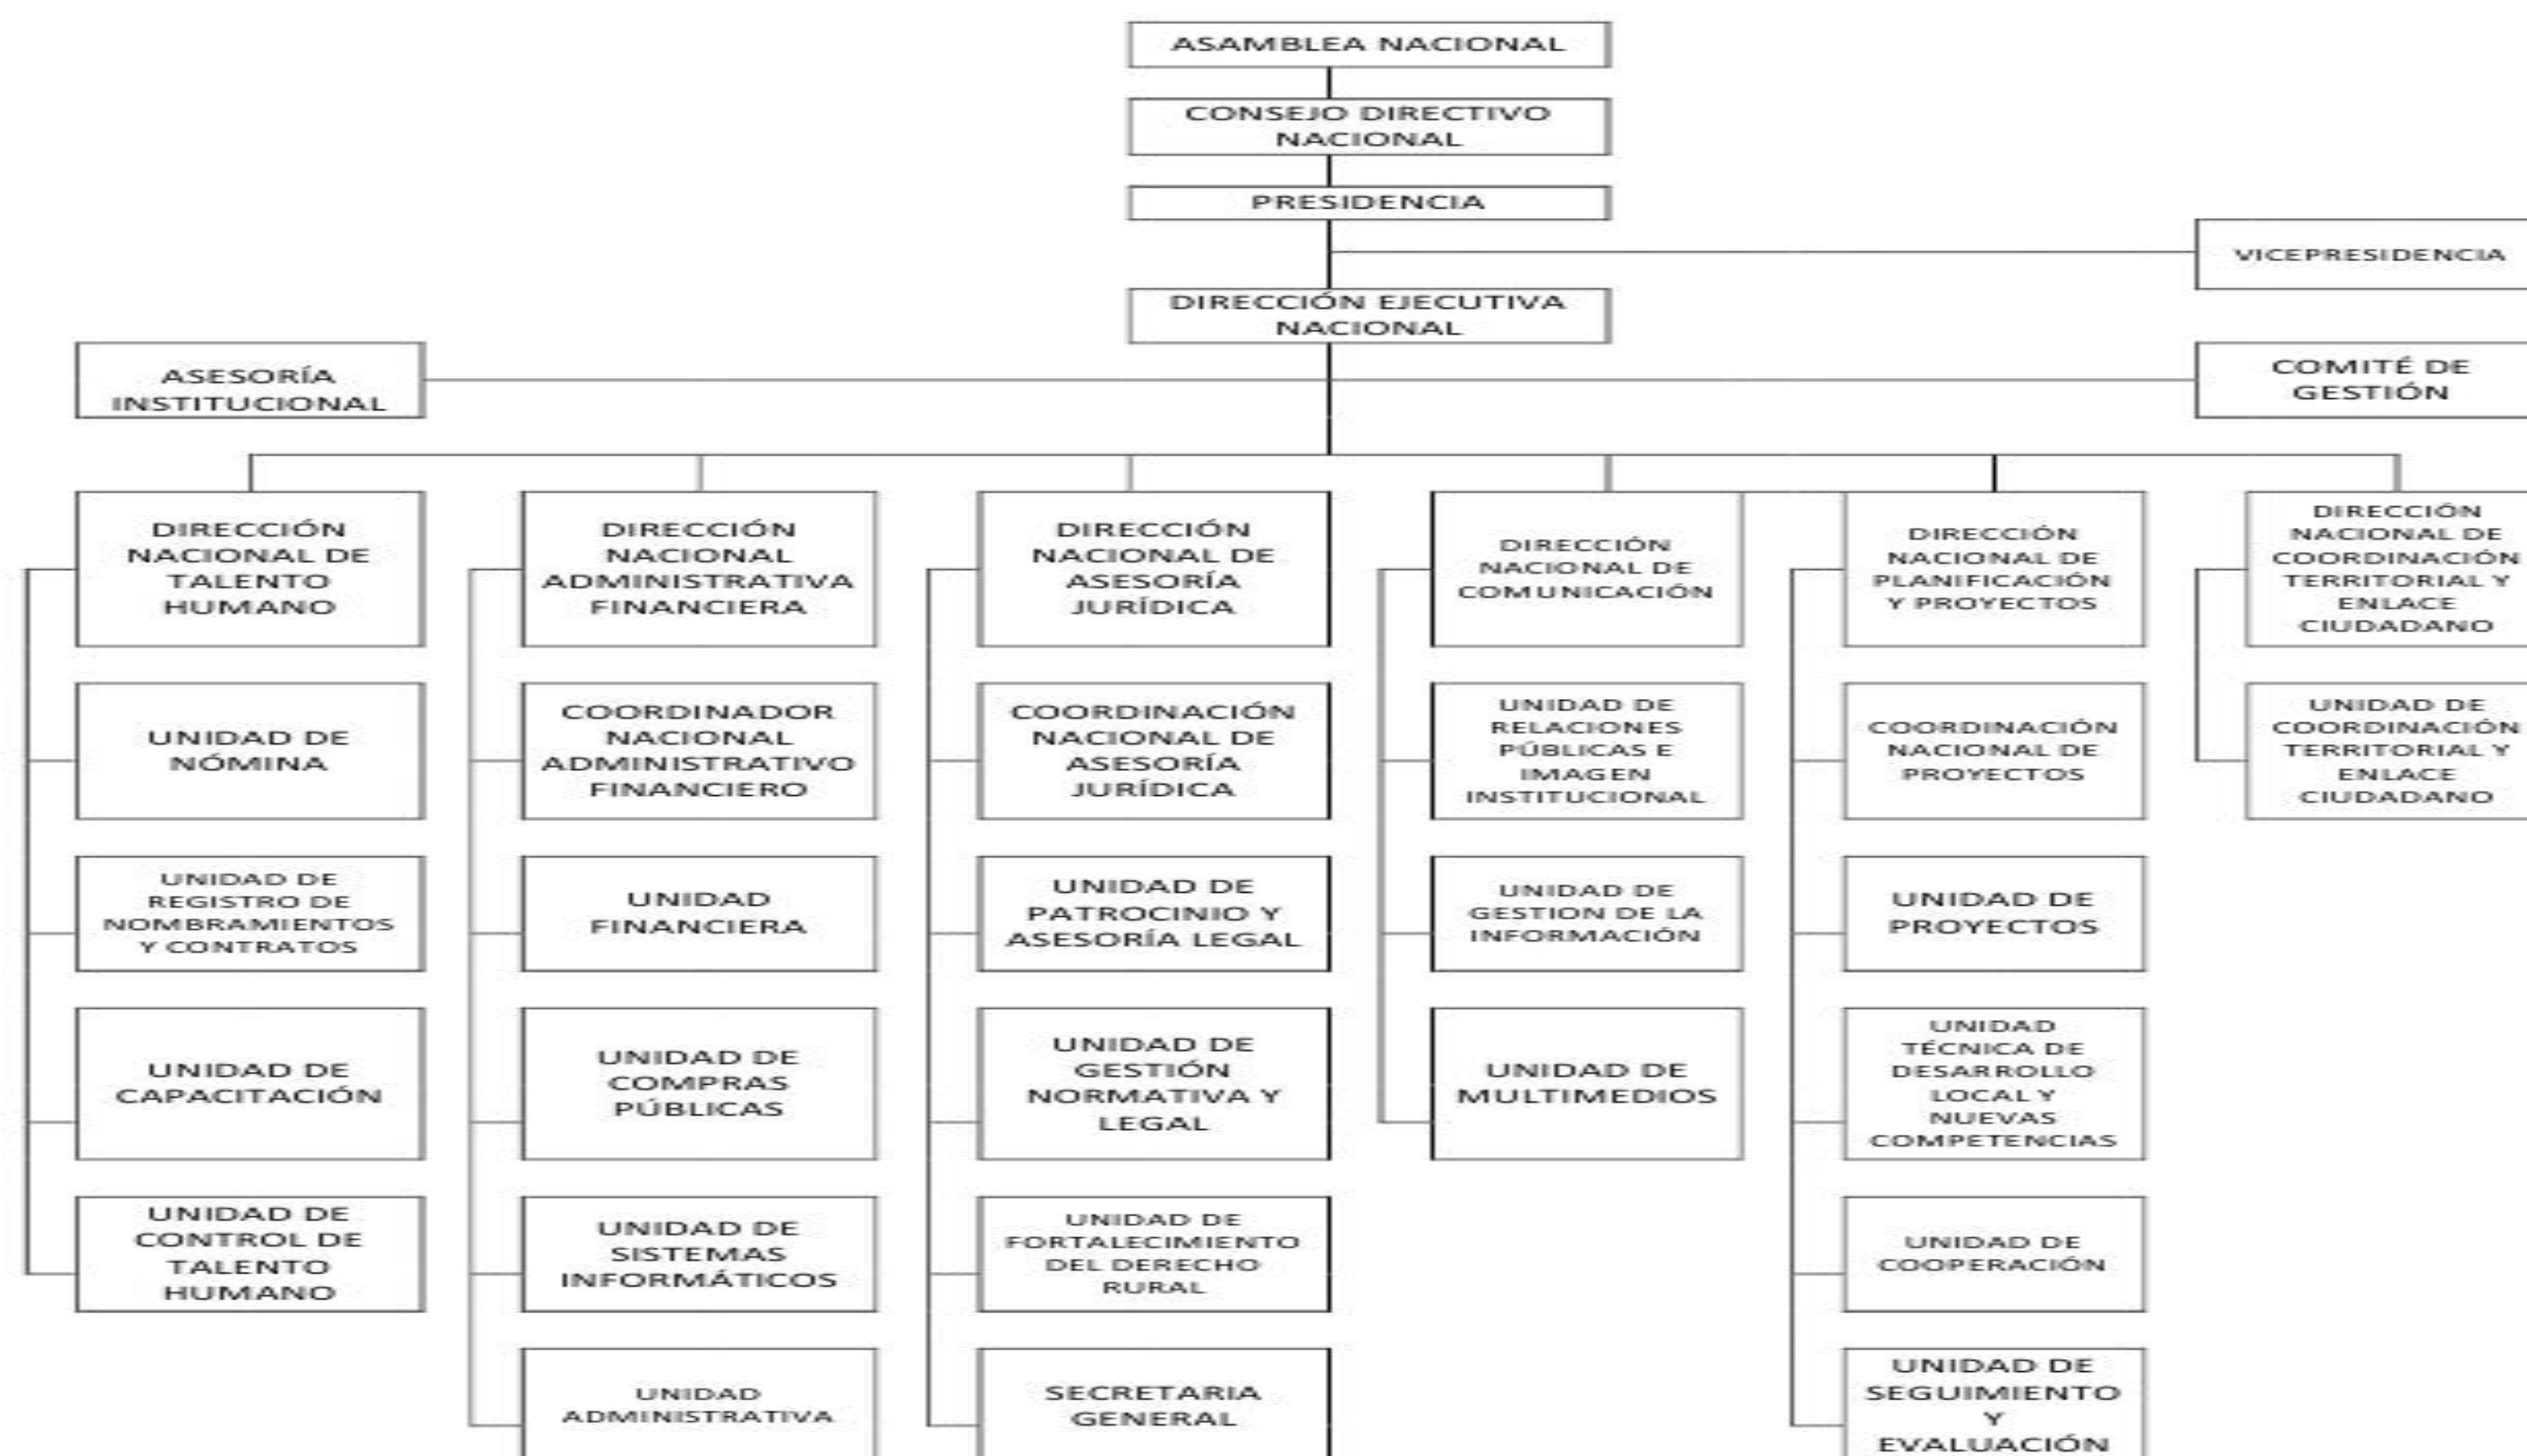 ASAMBLEA NACIONAL
CONSEJO DIRECTIVO
NACIONAL
PRESIDENCIA
VICEPRESIDENCIA
DIRECCIÓN EJECUTIVA
NACIONAL
ASESORÍA
INSTITUCIONAL
COMITÉ DE
GESTIÓN
DIRECCIÓN
NACIONAL DE
TALENTO
HUMANO
UNIDAD DE
NÓMINA
UNIDAD DE
REGISTRO DE
NOMBRAMIENTOS
Y CONTRATOS
UNIDAD DE
CAPACITACIÓN
UNIDAD DE
CONTROL DE
TALENTO
HUMANO
DIRECCIÓN
NACIONAL
ADMINISTRATIVA
FINANCIERA
COORDINADOR
NACIONAL
ADMINISTRATIVO
FINANCIERO
UNIDAD
FINANCIERA
UNIDAD DE
COMPRAS
PÚBLICAS
UNIDAD DE
SISTEMAS
INFORMÁTICOS
UNIDAD
ADMINISTRATIVA
DIRECCIÓN
NACIONAL DE
ASESORÍA
JURÍDICA
COORDINACIÓN
NACIONAL DE
ASESORÍA
JURÍDICA
UNIDAD DE
PATROCINIO Y
ASESORÍA LEGAL
UNIDAD DE
GESTIÓN
NORMATIVA Y
LEGAL
UNIDAD DE
FORTALECIMIENTO
DEL DERECHO
RURAL
SECRETARIA
GENERAL
DIRECCIÓN
NACIONAL DE
COMUNICACIÓN
UNIDAD DE
RELACIONES
PÚBLICAS E
IMAGEN
INSTITUCIONAL
UNIDAD DE
GESTION DE LA
INFORMACIÓN
UNIDAD DE
MULTIMEDIOS
DIRECCIÓN
NACIONAL DE
PLANIFICACIÓN
Y PROYECTOS
COORDINACIÓN
NACIONAL DE
PROYECTOS
UNIDAD DE
PROYECTOS
UNIDAD
TÉCNICA DE
DESARROLLO
LOCAL Y
NUEVAS
COMPETENCIAS
UNIDAD DE
COOPERACIÓN
UNIDAD DE
SEGUIMIENTO
Y
EVALUACIÓN
DIRECCIÓN
NACIONAL DE
COORDINACIÓN
TERRITORIAL Y
ENLACE
CIUDADANO
UNIDAD DE
COORDINACIÓN
TERRITORIAL Y
ENLACE
CIUDADANO